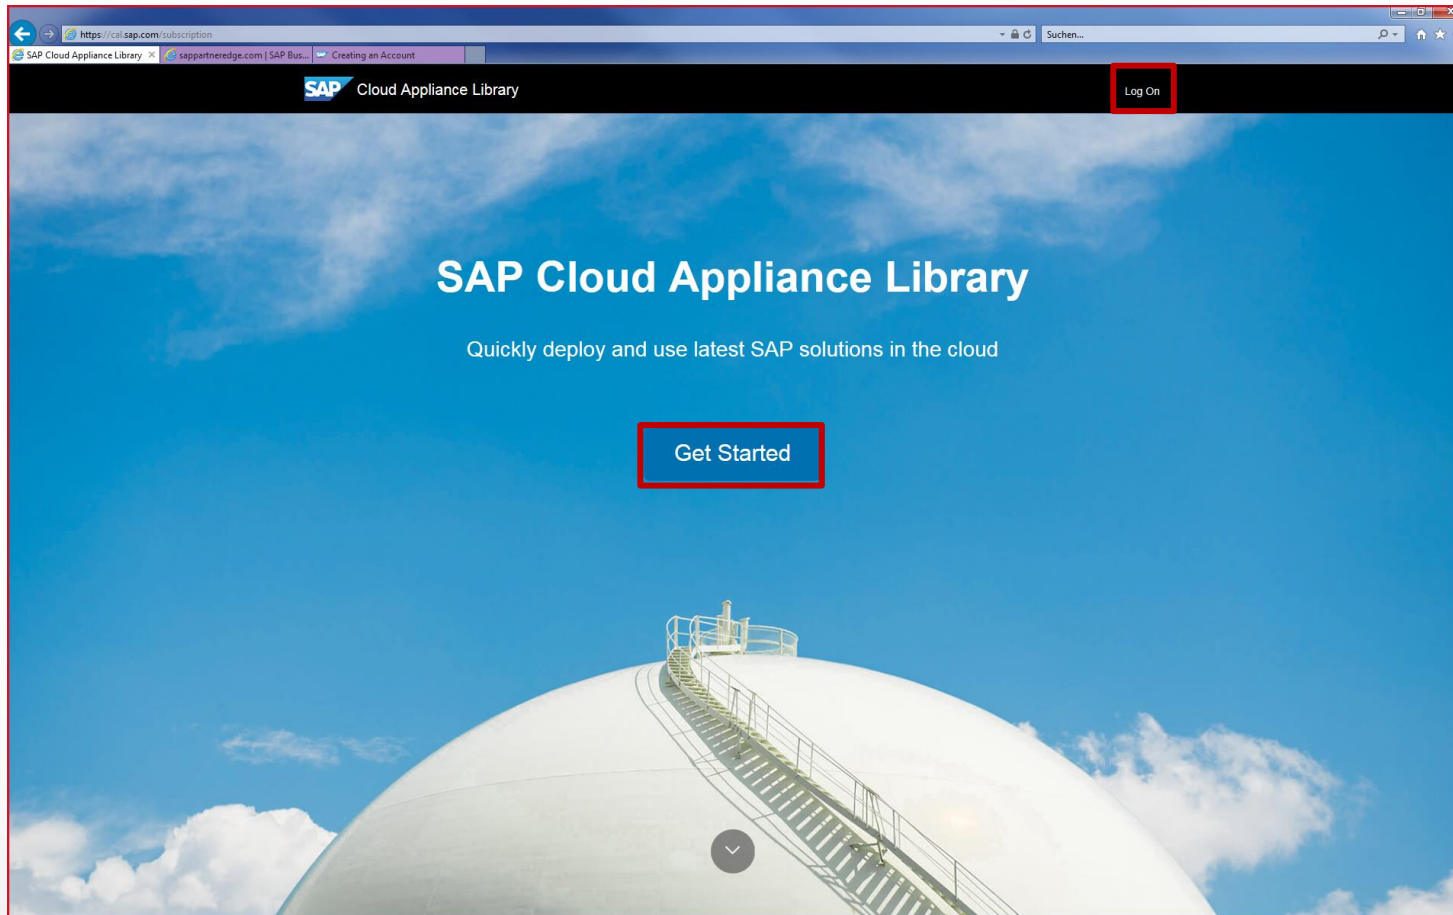 https://cal.sap.com/subscription
Suchen...
SAP Cloud Appliance Library
sappartneredge.com | SAP Bus...
Creating an Account
SAP Cloud Appliance Library
Log On
SAP Cloud Appliance Library
Quickly deploy and use latest SAP solutions in the cloud
Get Started